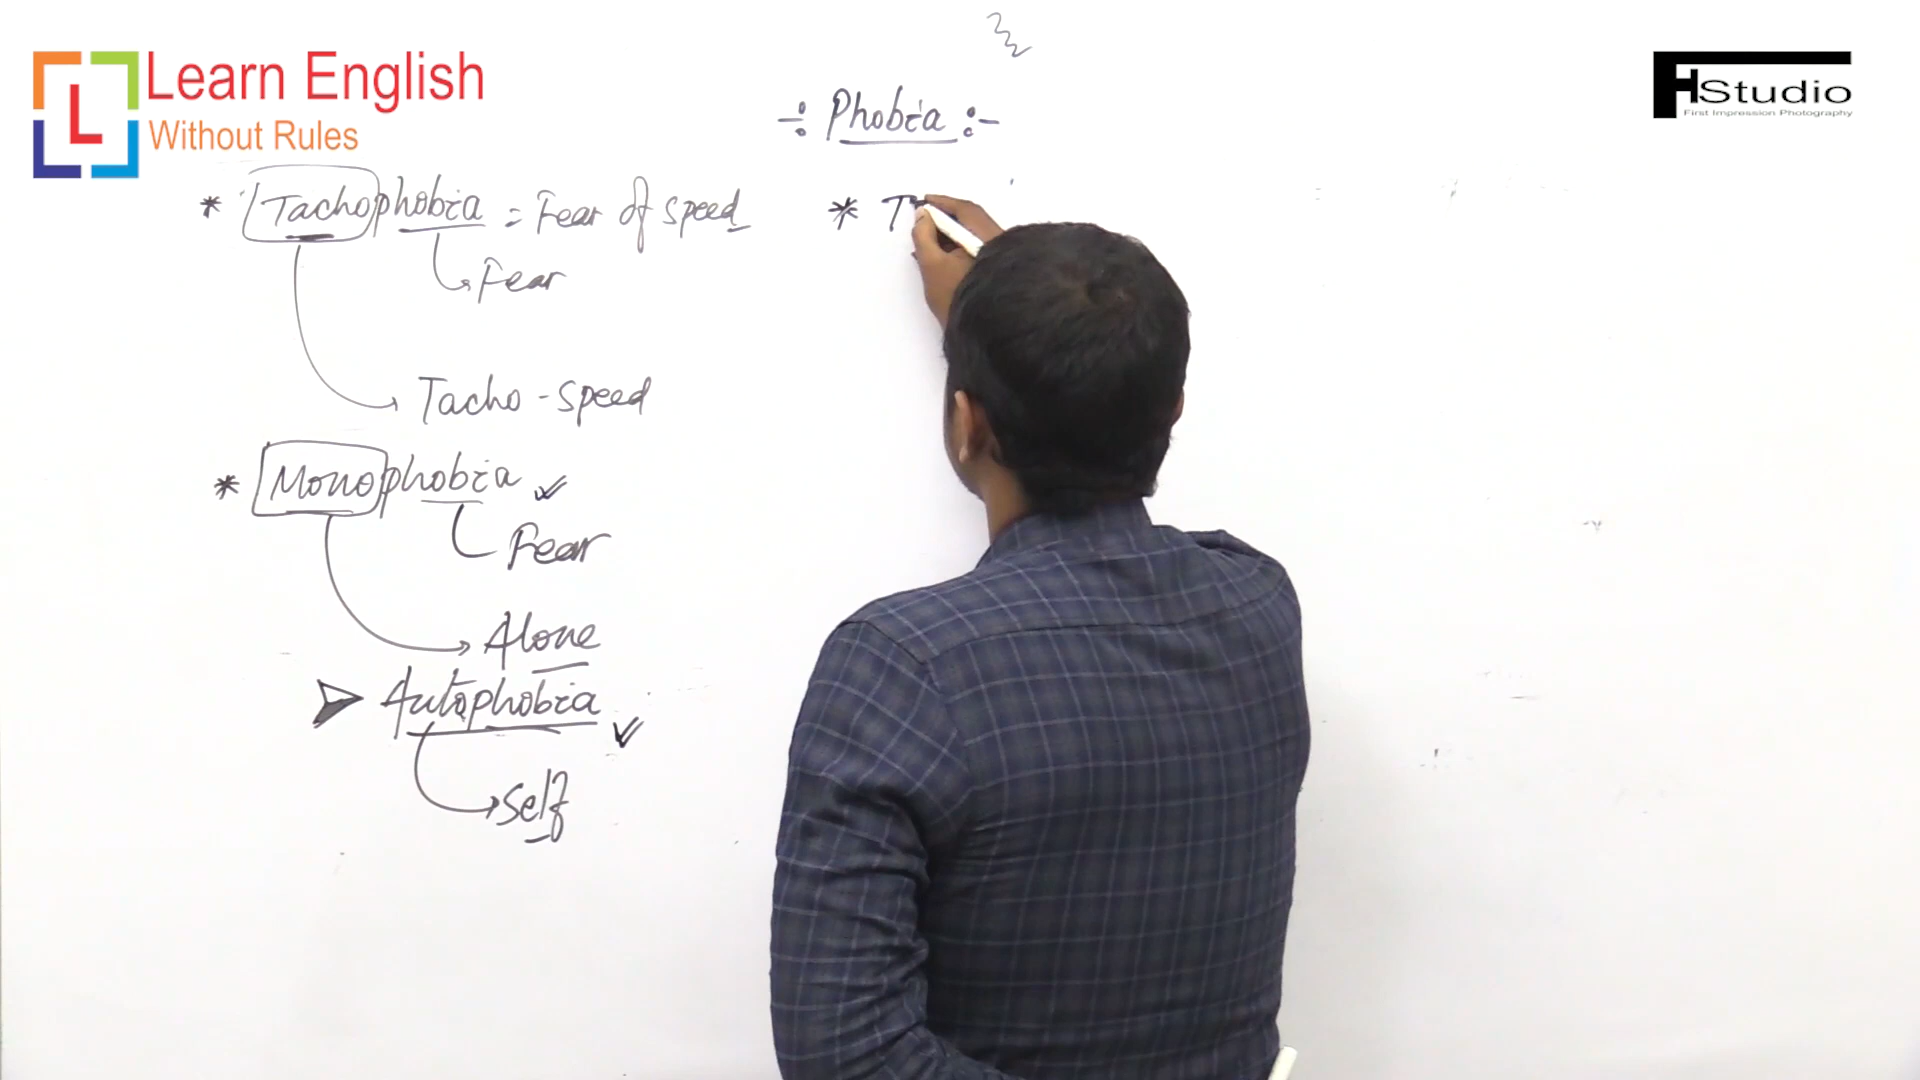 Learn English
Without Rules
L
FH Studio
First Impression Photography
÷ Phobia :-
* Tachophobia = Fear of speed
Fear
Tacho - speed
* Monophobia
Fear
Alone
Autophobia
Self
* T